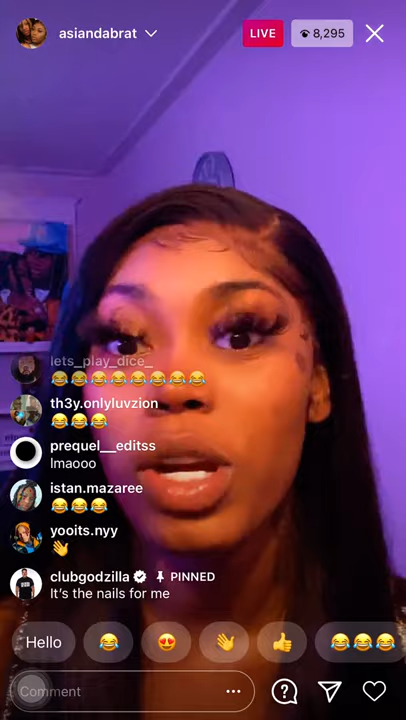 asiandabrat
LIVE
8,295
lets_play_dice_
😂😂😂😂😂😂😂😂
th3y.onlyluvzion
😂😂😂
prequel__editss
lmaooo
istan.mazaree
😂😂😂
yooits.nyy
👋
clubgodzilla PINNED
It's the nails for me
Hello 😂 😍 👋 👍 😂😂😂
Comment